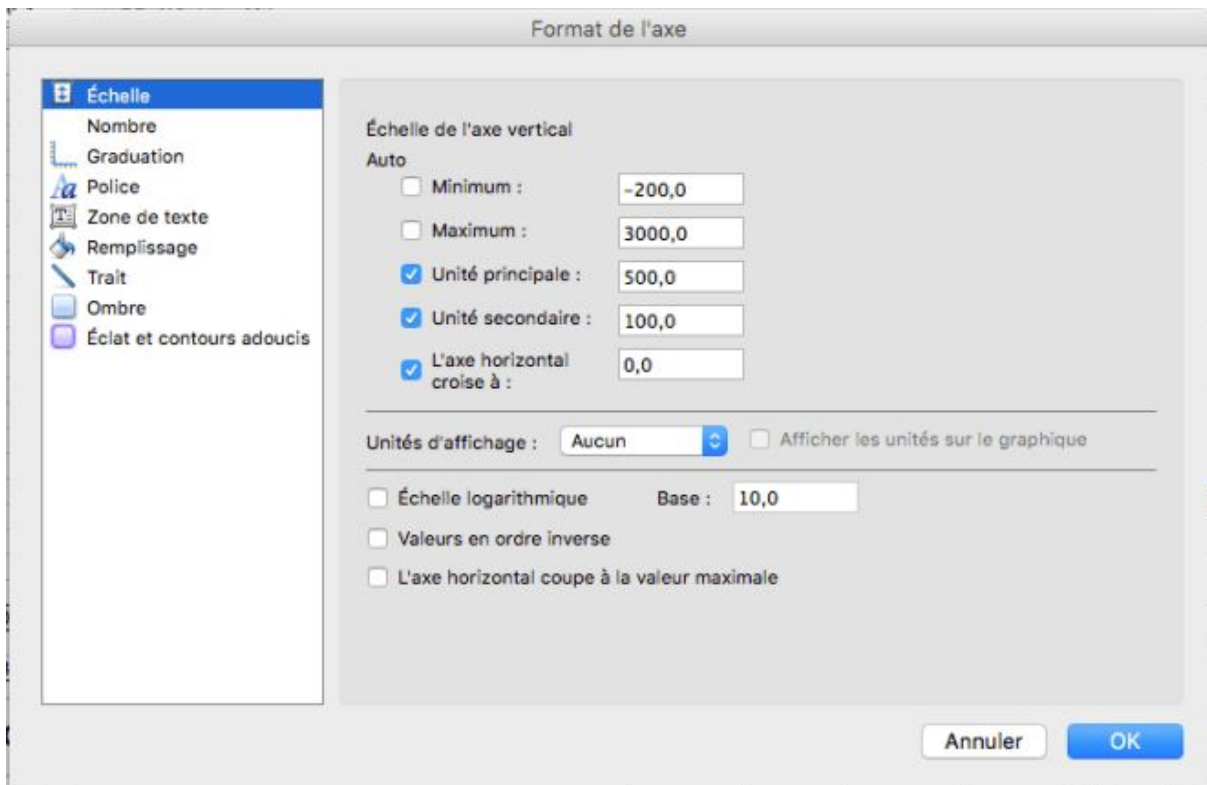 Format de l'axe
Échelle
Nombre
Graduation
Police
Zone de texte
Remplissage
Trait
Ombre
Éclat et contours adoucis
Échelle de l'axe vertical
Auto
Minimum : -200,0
Maximum : 3000,0
Unité principale : 500,0
Unité secondaire : 100,0
L'axe horizontal
croise à : 0,0
Unités d'affichage : Aucun Afficher les unités sur le graphique
Échelle logarithmique Base : 10,0
Valeurs en ordre inverse
L'axe horizontal coupe à la valeur maximale
Annuler OK